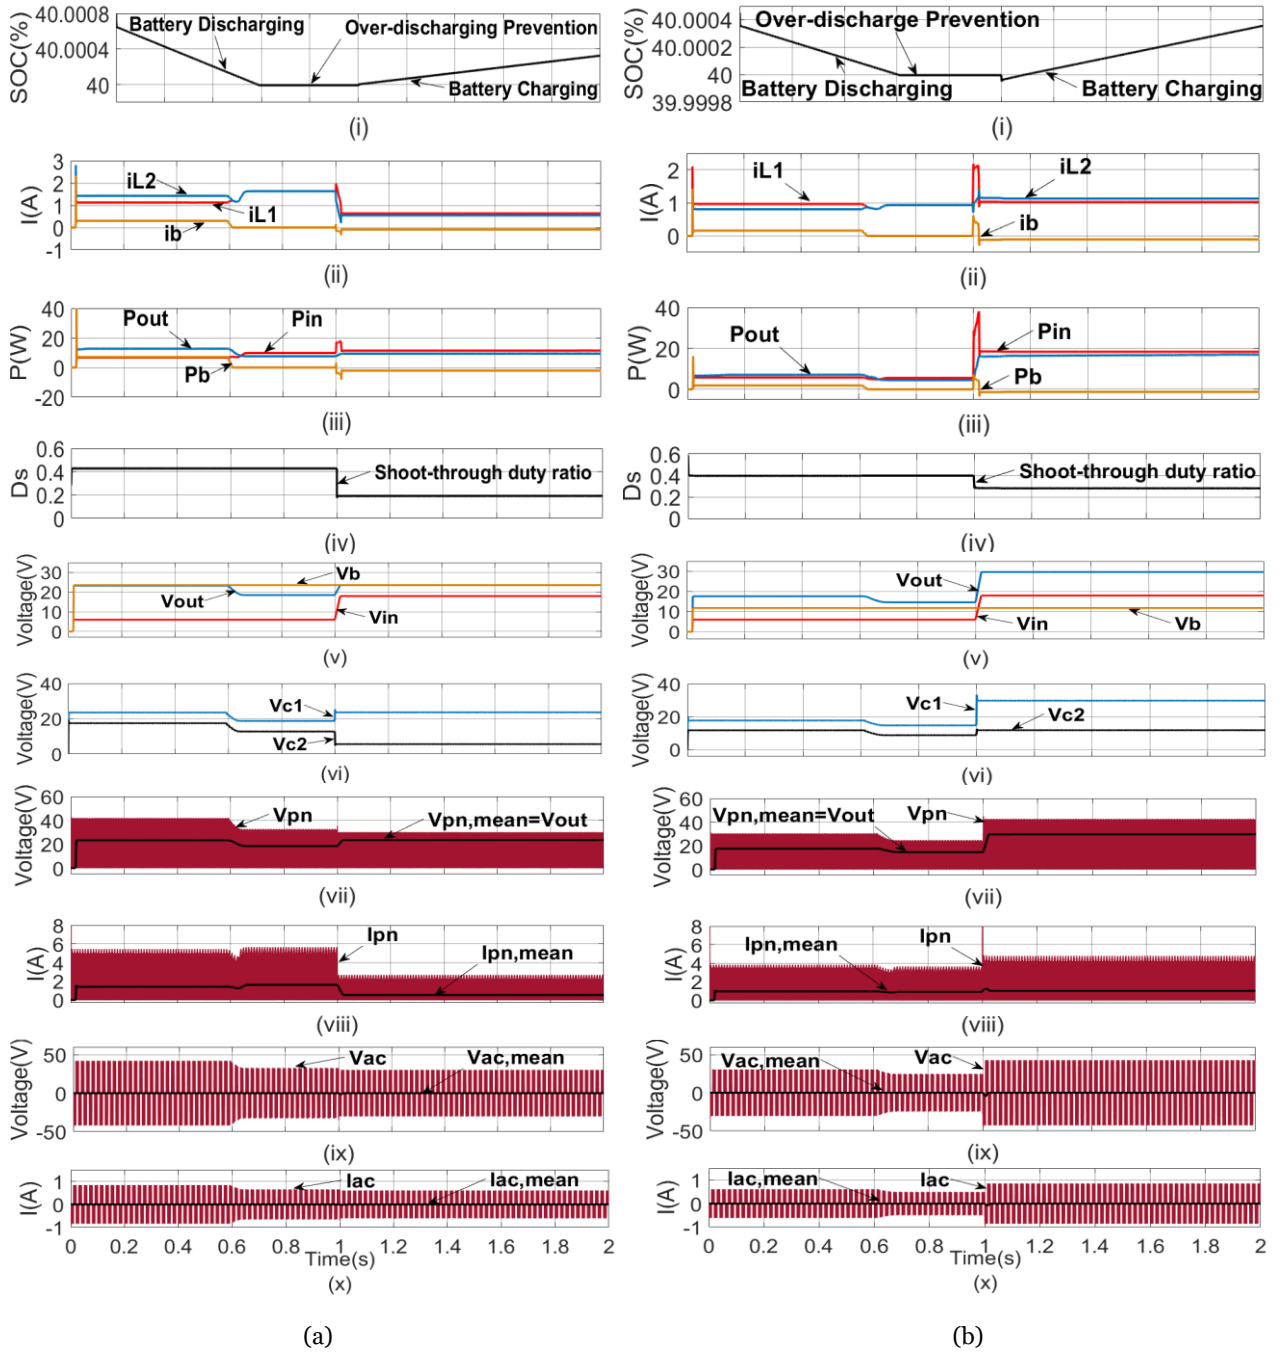 SOC(%)
40.0008
40.0004
40
Battery Discharging
Over-discharging Prevention
Battery Charging
(i)
I(A)
3
2
1
0
-1
iL2
iL1
ib
(ii)
P(W)
40
20
0
-20
Pout
Pin
Pb
(iii)
Ds
0.6
0.4
0.2
0
Shoot-through duty ratio
(iv)
Voltage(V)
30
20
10
0
Vb
Vout
Vin
(v)
Voltage(V)
40
20
0
Vc1
Vc2
(vi)
Voltage(V)
60
40
20
0
Vpn
Vpn,mean=Vout
(vii)
I(A)
8
6
4
2
0
Ipn
Ipn,mean
(viii)
Voltage(V)
50
0
-50
Vac
Vac,mean
(ix)
I(A)
1
0
-1
Iac
Iac,mean
0 0.2 0.4 0.6 0.8 1 1.2 1.4 1.6 1.8 2
Time(s)
(x)
(a)
SOC(%)
40.0004
40.0002
40
39.9998
Over-discharge Prevention
Battery Discharging
Battery Charging
(i)
I(A)
2
1
0
iL1
iL2
ib
(ii)
P(W)
40
20
0
Pout
Pin
Pb
(iii)
Ds
0.6
0.4
0.2
0
Shoot-through duty ratio
(iv)
Voltage(V)
30
20
10
0
Vout
Vin
Vb
(v)
Voltage(V)
40
20
0
Vc1
Vc2
(vi)
Voltage(V)
60
40
20
0
Vpn,mean=Vout
Vpn
(vii)
I(A)
8
6
4
2
0
Ipn,mean
Ipn
(viii)
Voltage(V)
50
0
-50
Vac,mean
Vac
(ix)
I(A)
1
0
-1
Iac,mean
Iac
0 0.2 0.4 0.6 0.8 1 1.2 1.4 1.6 1.8 2
Time(s)
(x)
(b)